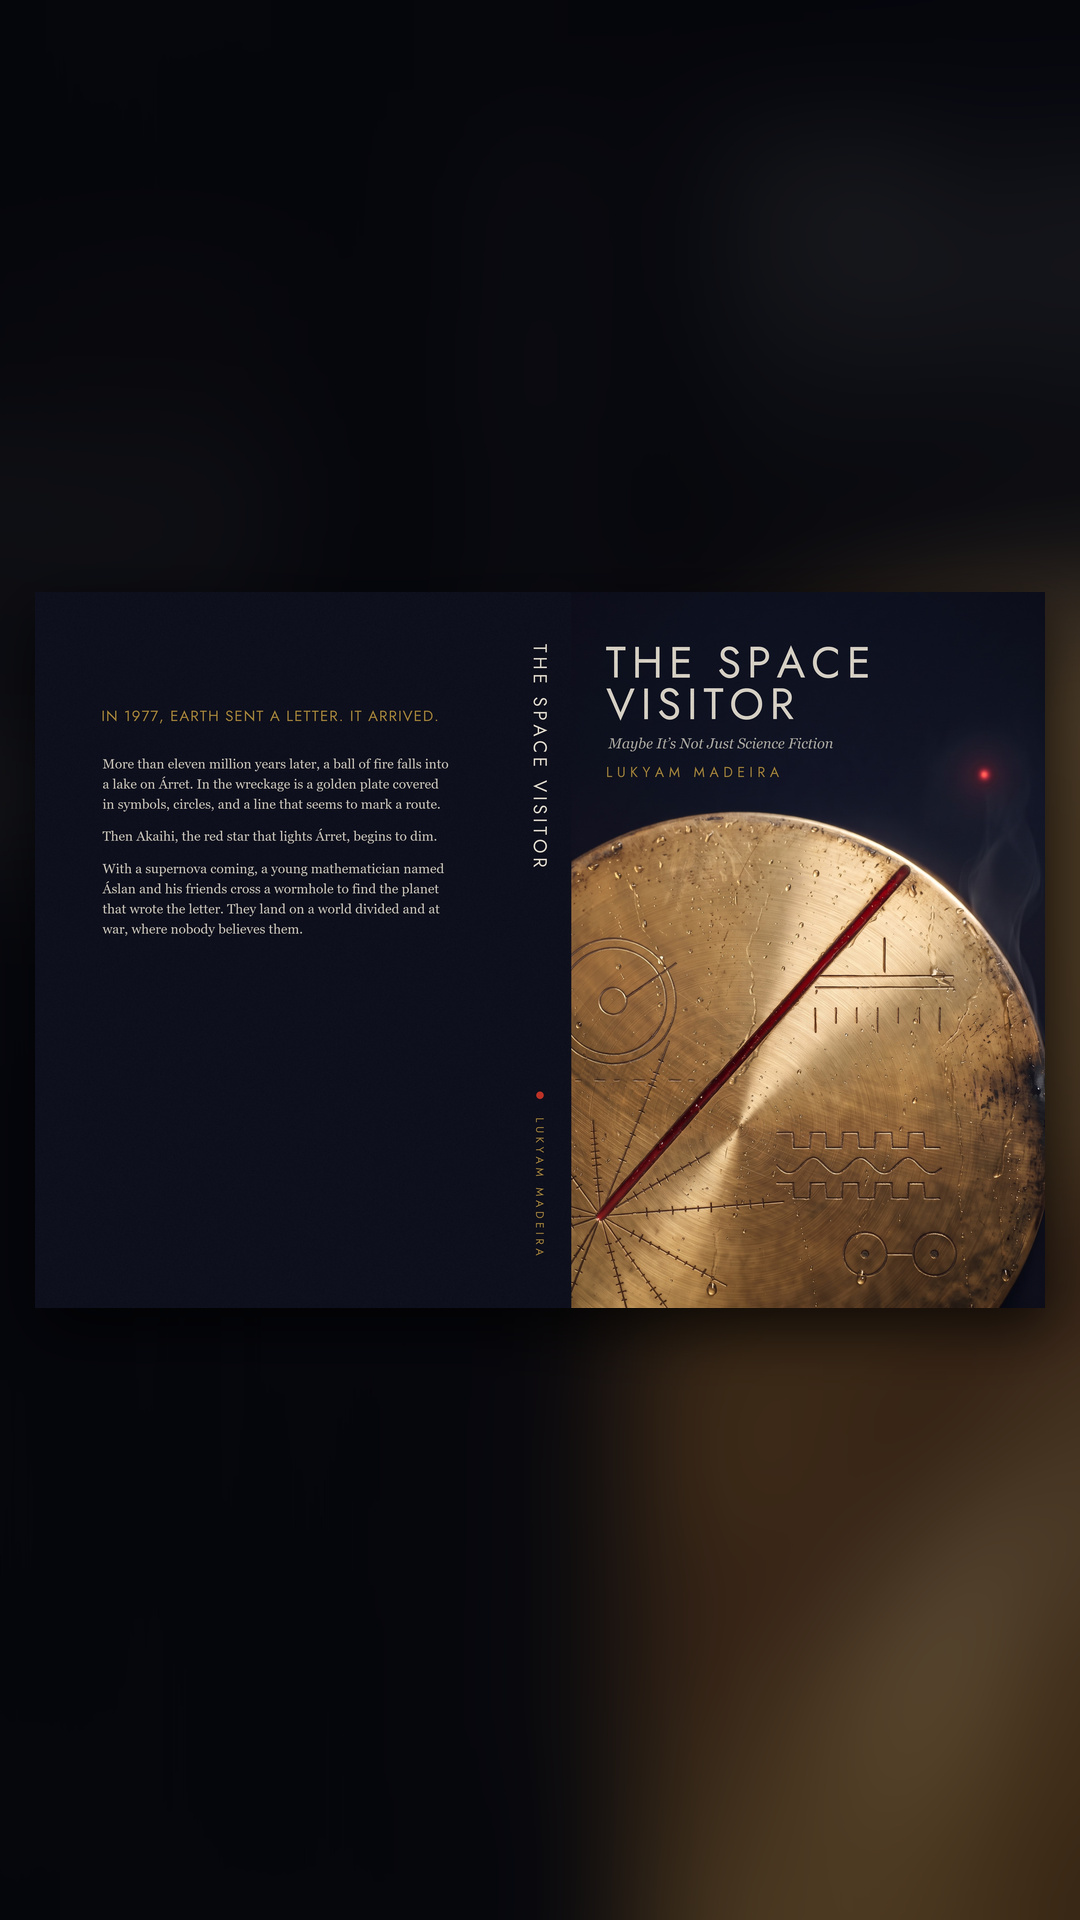 IN 1977, EARTH SENT A LETTER. IT ARRIVED.
More than eleven million years later, a ball of fire falls into
a lake on Árret. In the wreckage is a golden plate covered
in symbols, circles, and a line that seems to mark a route.
Then Akaihi, the red star that lights Árret, begins to dim.
With a supernova coming, a young mathematician named
Áslan and his friends cross a wormhole to find the planet
that wrote the letter. They land on a world divided and at
war, where nobody believes them.
THE SPACE VISITOR
LUKYAM MADEIRA
THE SPACE
VISITOR
Maybe It’s Not Just Science Fiction
LUKYAM MADEIRA